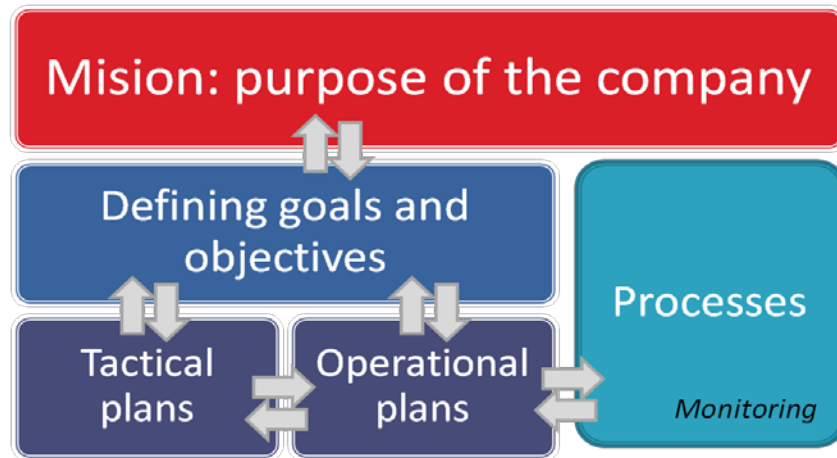 Mision: purpose of the company
Defining goals and
objectives
Processes
Monitoring
Tactical
plans
Operational
plans